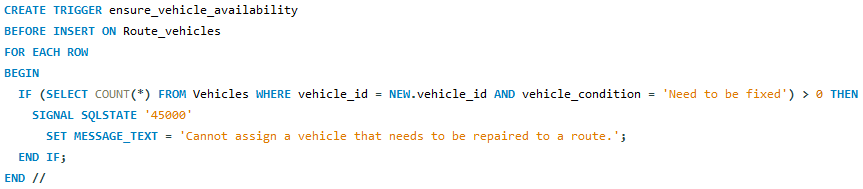 CREATE TRIGGER ensure_vehicle_availability
BEFORE INSERT ON Route_vehicles
FOR EACH ROW
BEGIN
  IF (SELECT COUNT(*) FROM Vehicles WHERE vehicle_id = NEW.vehicle_id AND vehicle_condition = 'Need to be fixed') > 0 THEN
    SIGNAL SQLSTATE '45000'
      SET MESSAGE_TEXT = 'Cannot assign a vehicle that needs to be repaired to a route.';
  END IF;
END //